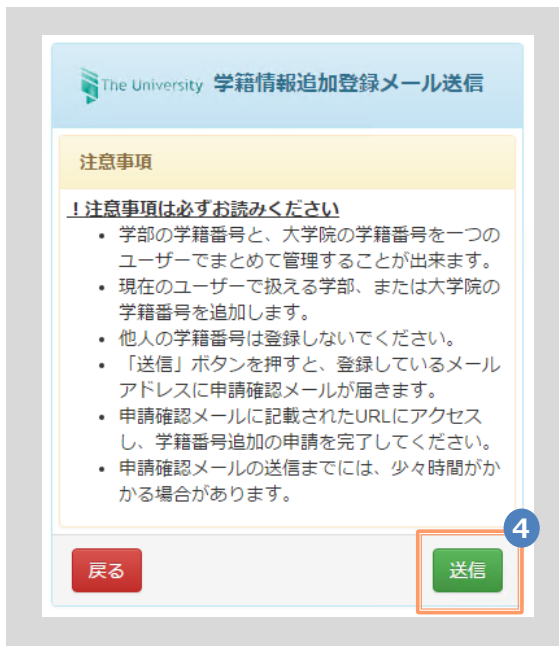 The University 学籍情報追加登録メール送信
注意事項
！注意事項は必ずお読みください
• 学部の学籍番号と、大学院の学籍番号を一つの
ユーザーでまとめて管理することが出来ます。
• 現在のユーザーで扱える学部、または大学院の
学籍番号を追加します。
• 他人の学籍番号は登録しないでください。
• 「送信」ボタンを押すと、登録しているメール
アドレスに申請確認メールが届きます。
• 申請確認メールに記載されたURLにアクセス
し、学籍番号追加の申請を完了してください。
• 申請確認メールの送信までには、少々時間がか
かる場合があります。
4
戻る 送信